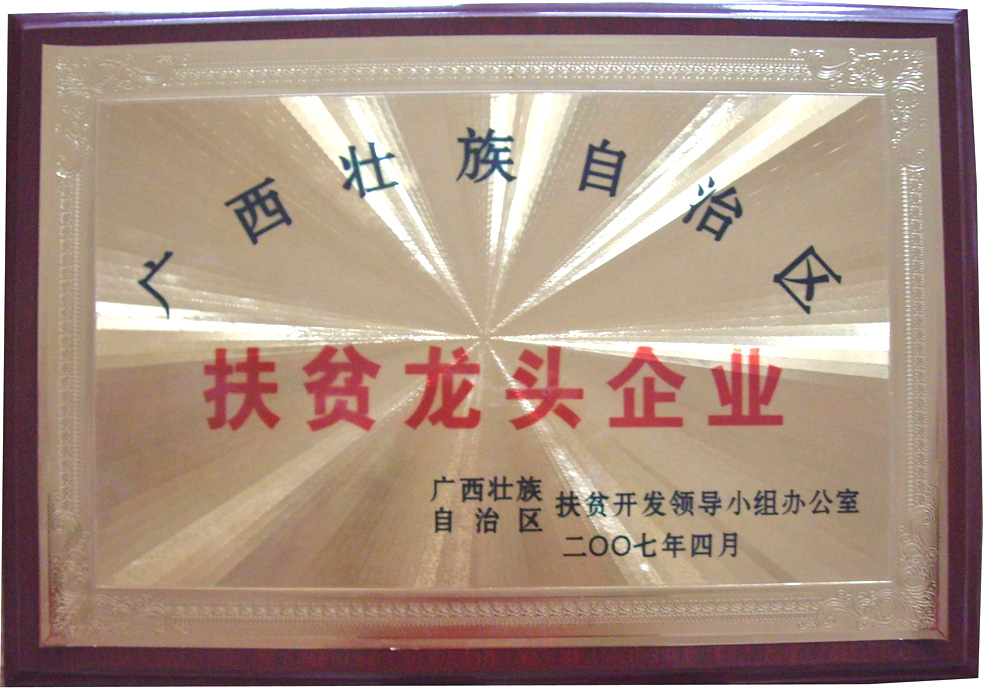 广西壮族自治区
扶贫龙头企业
广西壮族
自治区 扶贫开发领导小组办公室
二〇〇七年四月